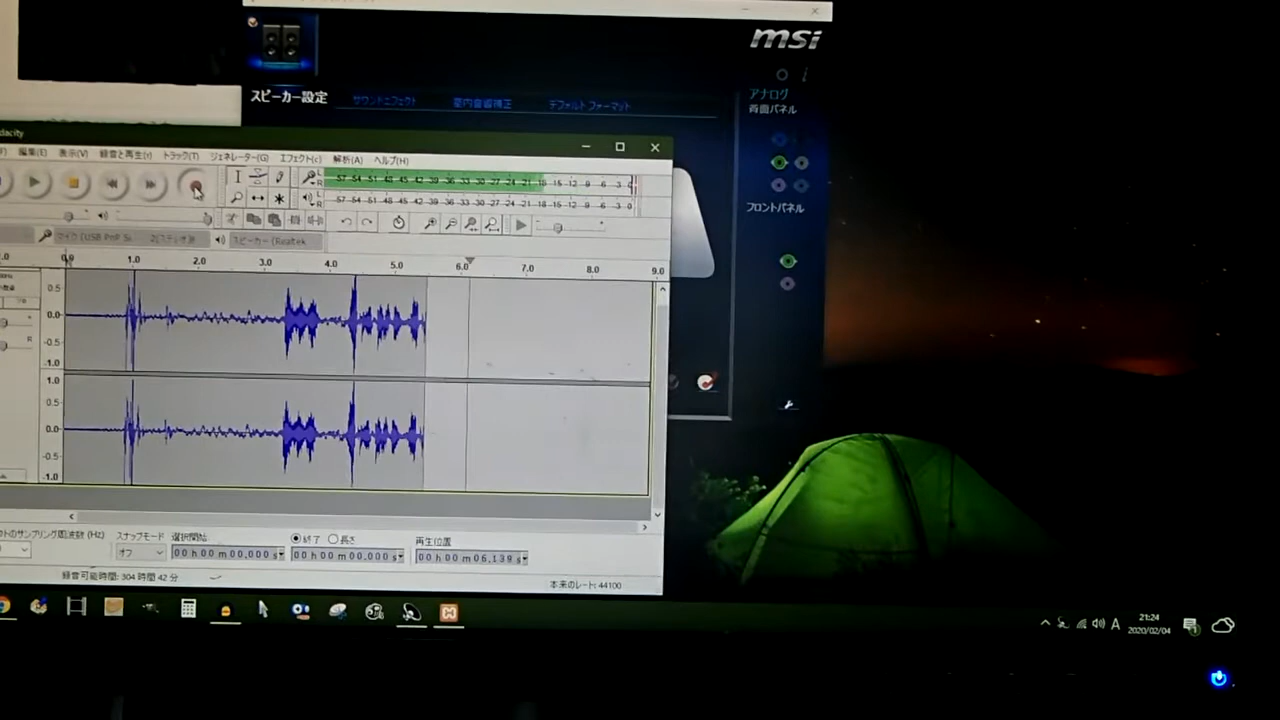 msi
スピーカー設定
サウンドエフェクト
室内音響補正
デフォルト フォーマット
アナログ
背面パネル
フロントパネル
dacity
編集(E)
表示(V)
録音と再生(Y)
トラック(T)
ジェネレーター(G)
エフェクト(C)
解析(A)
ヘルプ(H)
-57 -54 -51 -48 -45 -42 -39 -36 -33 -30 -27 -24 -21 -18 -15 -12 -9 -6 -3 0
-57 -54 -51 -48 -45 -42 -39 -36 -33 -30 -27 -24 -21 -18 -15 -12 -9 -6 -3 0
スピーカー (Realtek
1.0 2.0 3.0 4.0 5.0 6.0 7.0 8.0 9.0
0.5
0.0
-0.5
-1.0
1.0
0.5
0.0
-0.5
-1.0
トのサンプリング周波数 (Hz)
スナップモード
選択開始
終了
長さ
再生位置
オフ
00 h 00 m 00.000 s
00 h 00 m 00.000 s
00 h 00 m 06.139 s
録音可能時間: 304 時間 42 分
本来のレート: 44100
A
21:24
2020/02/04